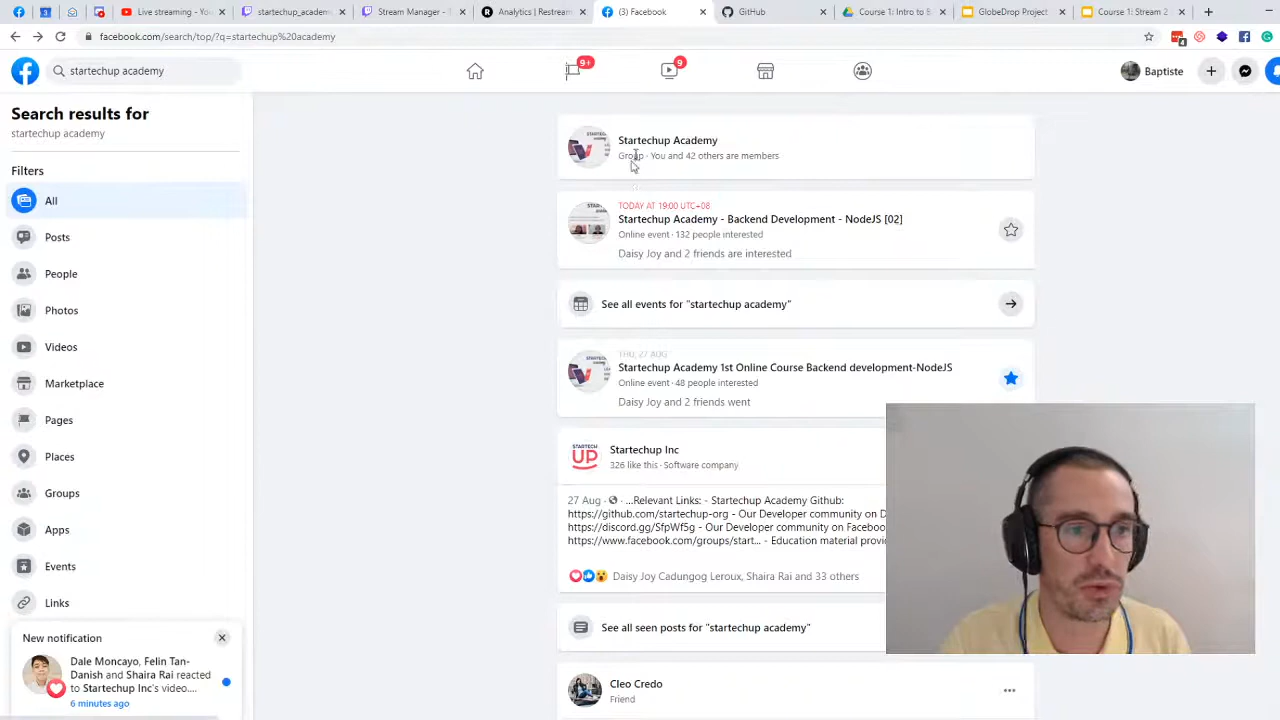 Live streaming - You
startechup_academy
Stream Manager - T
Analytics | Restream
(3) Facebook
GitHub
Course 1: Intro to B
GlobeDrop Project
Course 1: Stream 2
facebook.com/search/top/?q=startechup%20academy
startechup academy
9+
9
Baptiste
Search results for
startechup academy
Filters
All
Posts
People
Photos
Videos
Marketplace
Pages
Places
Groups
Apps
Events
Links
New notification
Dale Moncayo, Felin Tan-
Danish and Shaira Rai reacted
to Startechup Inc's video....
6 minutes ago
Startechup Academy
Group · You and 42 others are members
TODAY AT 19:00 UTC+08
Startechup Academy - Backend Development - NodeJS [02]
Online event · 132 people interested
Daisy Joy and 2 friends are interested
See all events for "startechup academy"
THU, 27 AUG
Startechup Academy 1st Online Course Backend development-NodeJS
Online event · 48 people interested
Daisy Joy and 2 friends went
STARTECH
UP
Startechup Inc
326 like this · Software company
27 Aug · ...Relevant Links: - Startechup Academy Github:
https://github.com/startechup-org - Our Developer community on D
https://discord.gg/SfpWf5g - Our Developer community on Facebo
https://www.facebook.com/groups/start... - Education material provi
Daisy Joy Cadungog Leroux, Shaira Rai and 33 others
See all seen posts for "startechup academy"
Cleo Credo
Friend